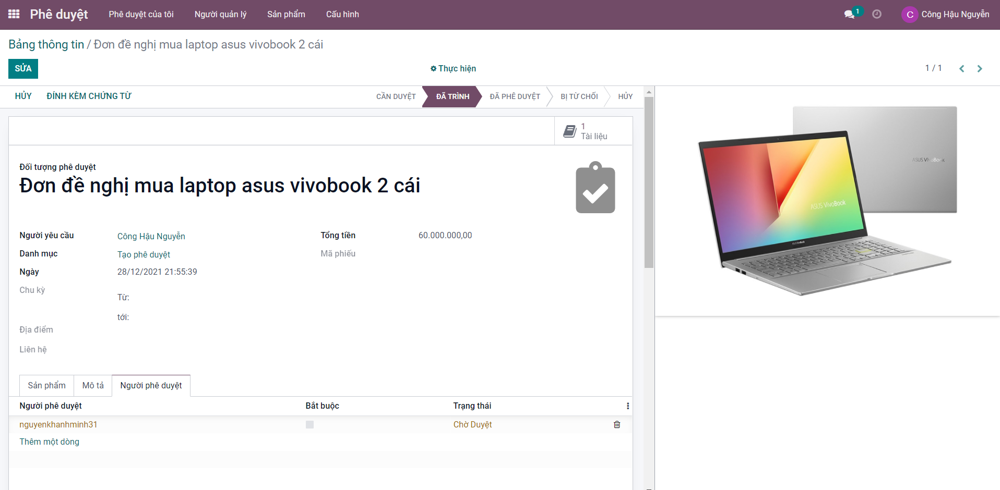 Phê duyệt Phê duyệt của tôi Người quản lý Sản phẩm Cấu hình 1 C Công Hậu Nguyễn
Bảng thông tin / Đơn đề nghị mua laptop asus vivobook 2 cái
SỬA Thực hiện 1 / 1
HỦY ĐÍNH KÈM CHỨNG TỪ CẦN DUYỆT ĐÃ TRÌNH ĐÃ PHÊ DUYỆT BỊ TỪ CHỐI HỦY
1
Tài liệu
Đối tượng phê duyệt
Đơn đề nghị mua laptop asus vivobook 2 cái
Người yêu cầu Công Hậu Nguyễn Tổng tiền 60.000.000,00
Danh mục Tạo phê duyệt Mã phiếu
Ngày 28/12/2021 21:55:39
Chu kỳ
Từ:
tới:
Địa điểm
Liên hệ
Sản phẩm Mô tả Người phê duyệt
Người phê duyệt Bắt buộc Trạng thái
nguyenkhanhminh31 Chờ Duyệt
Thêm một dòng
ASUS VivoBook
ASUS VivoBook
ASUS VivoBook